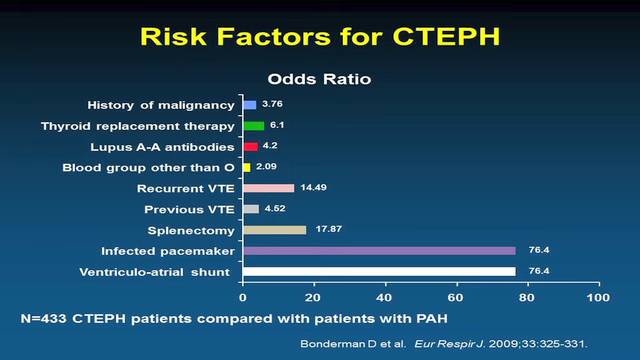 Risk Factors for CTEPH
Odds Ratio
History of malignancy 3.76
Thyroid replacement therapy 6.1
Lupus A-A antibodies 4.2
Blood group other than O 2.09
Recurrent VTE 14.49
Previous VTE 4.52
Splenectomy 17.87
Infected pacemaker 76.4
Ventriculo-atrial shunt 76.4
0 20 40 60 80 100
N=433 CTEPH patients compared with patients with PAH
Bonderman D et al. Eur Respir J. 2009;33:325-331.